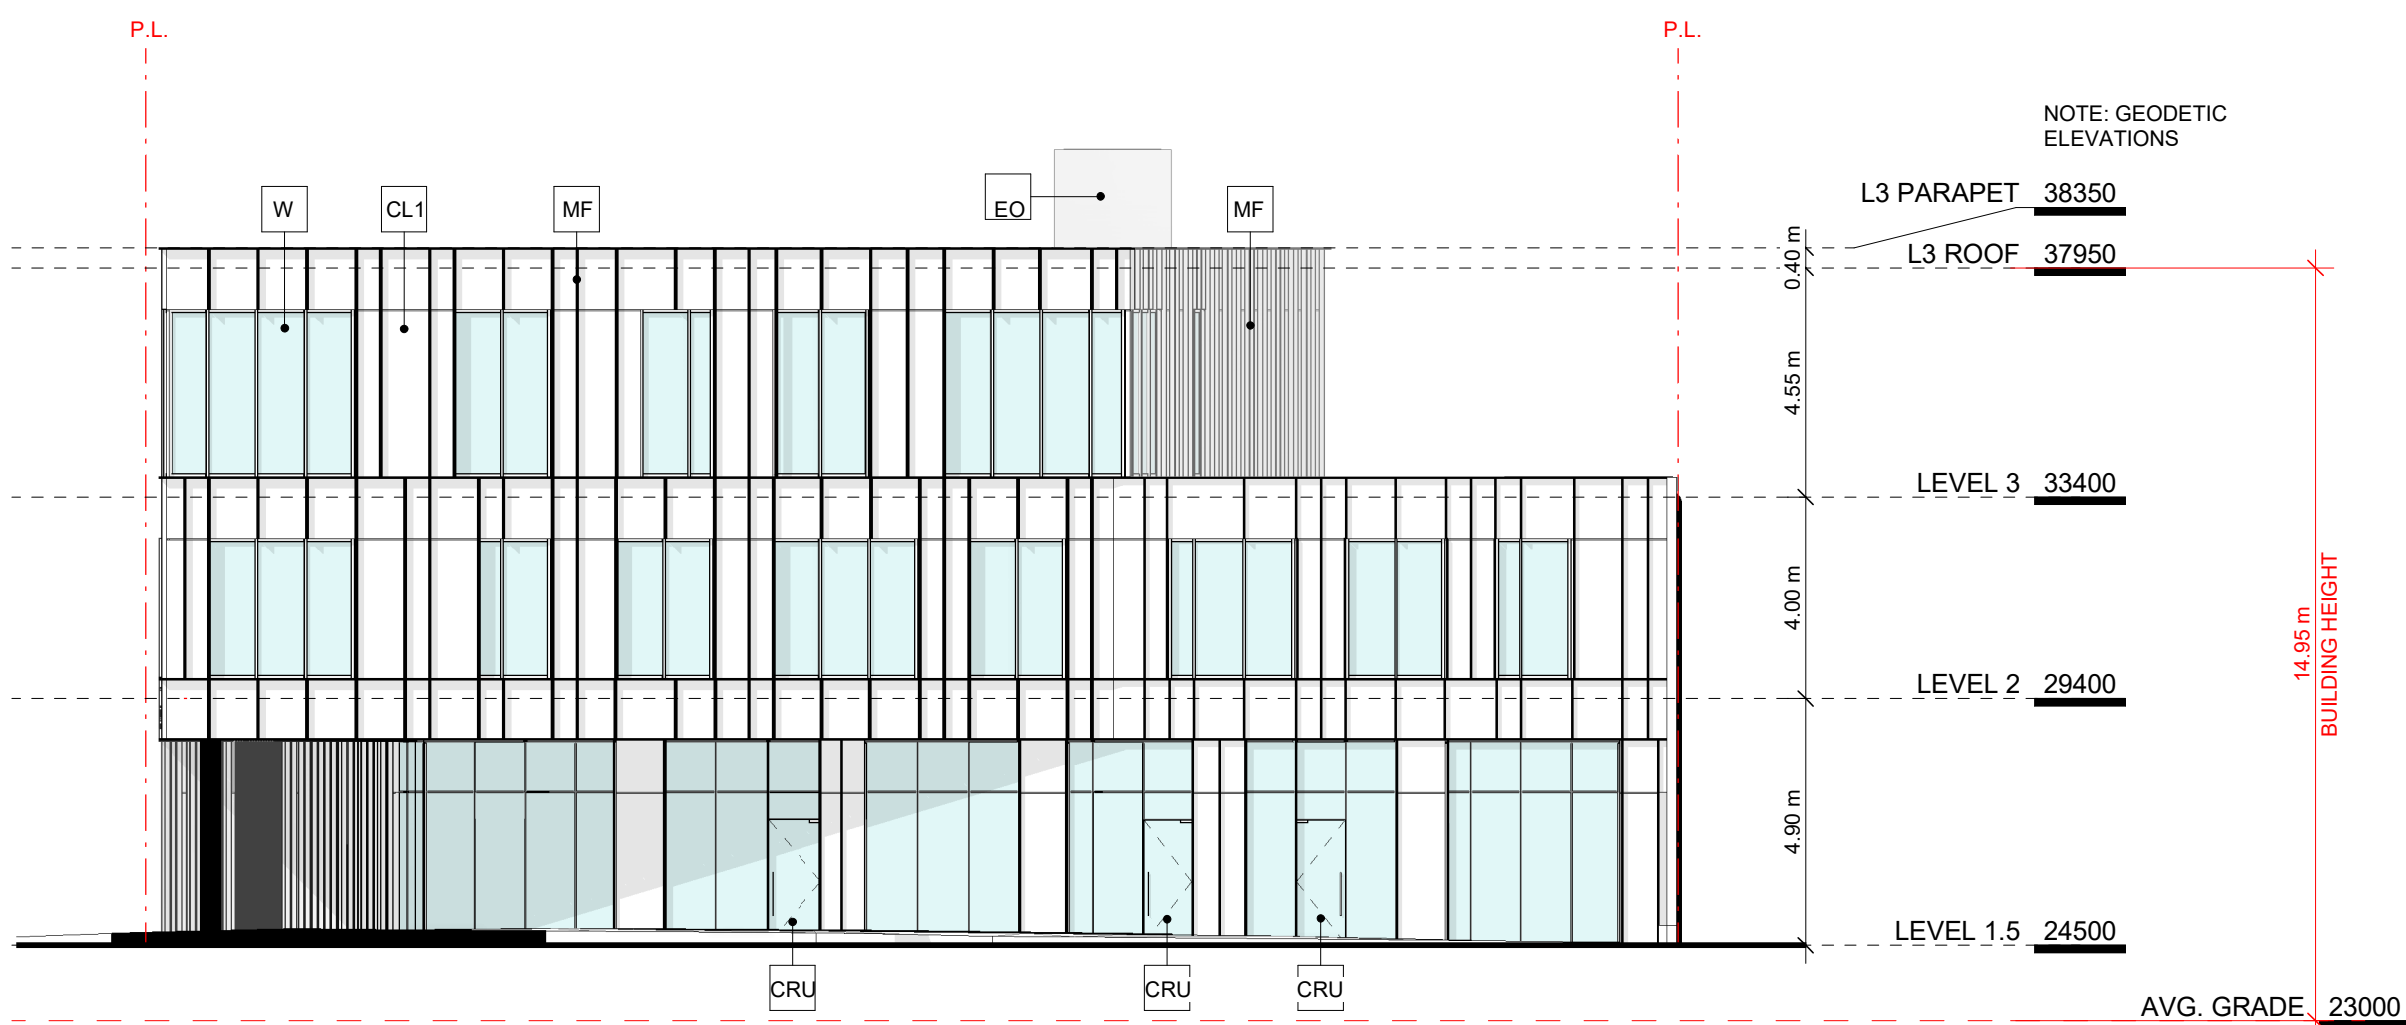 P.L.
P.L.
NOTE: GEODETIC
ELEVATIONS
W
CL1
MF
EO
MF
L3 PARAPET 38350
L3 ROOF 37950
0.40 m
4.55 m
LEVEL 3 33400
4.00 m
LEVEL 2 29400
14.95 m
BUILDING HEIGHT
4.90 m
LEVEL 1.5 24500
CRU
CRU
CRU
AVG. GRADE 23000